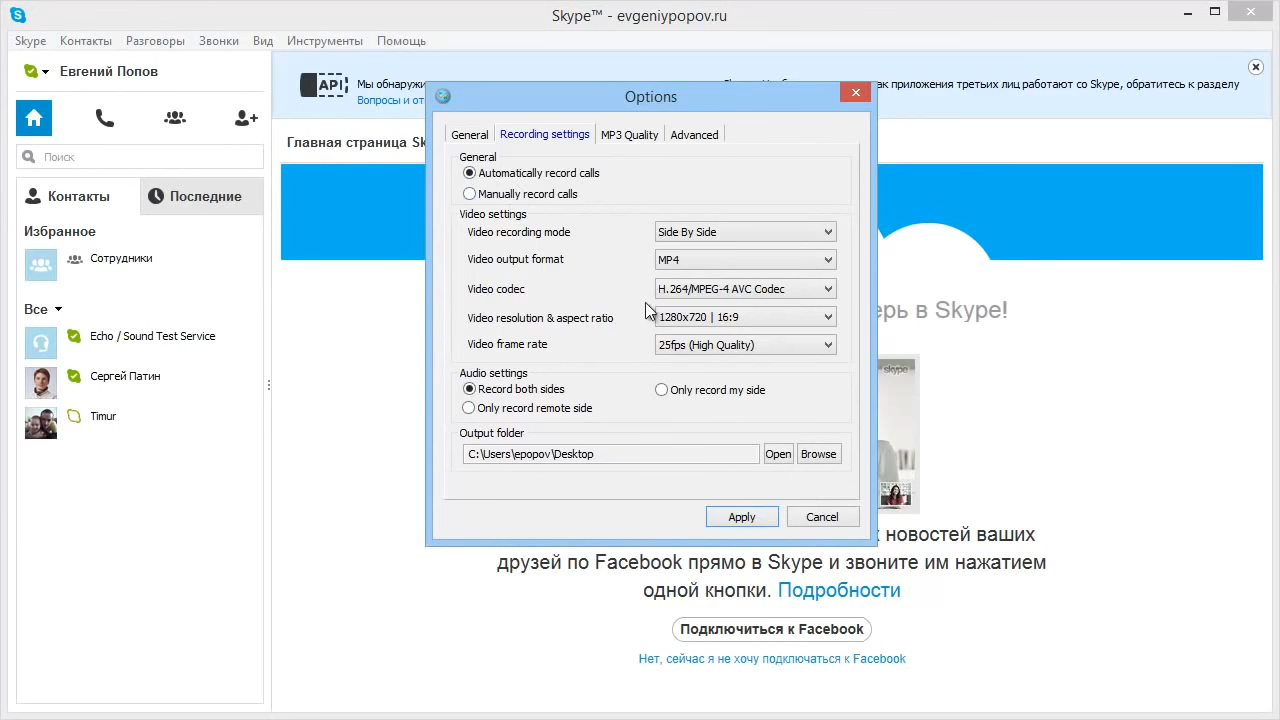 Skype™ - evgeniypopov.ru
Skype Контакты Разговоры Звонки Вид Инструменты Помощь
Евгений Попов
Поиск
Контакты
Последние
Избранное
Сотрудники
Все
Echo / Sound Test Service
Сергей Патин
Timur
API
Мы
как приложения третьих лиц работают со Skype, обратитесь к разделу
Вопросы и
Главная страница
Options
General Recording settings MP3 Quality Advanced
General
Automatically record calls
Manually record calls
Video settings
Video recording mode Side By Side
Video output format MP4
Video codec H.264/MPEG-4 AVC Codec
Video resolution & aspect ratio 1280x720 | 16:9
Video frame rate 25fps (High Quality)
Audio settings
Record both sides Only record my side
Only record remote side
Output folder
C:\Users\epopov\Desktop Open Browse
Apply Cancel
в Skype!
skype
новостей ваших
друзей по Facebook прямо в Skype и звоните им нажатием
одной кнопки. Подробности
Подключиться к Facebook
Нет, сейчас я не хочу подключаться к Facebook